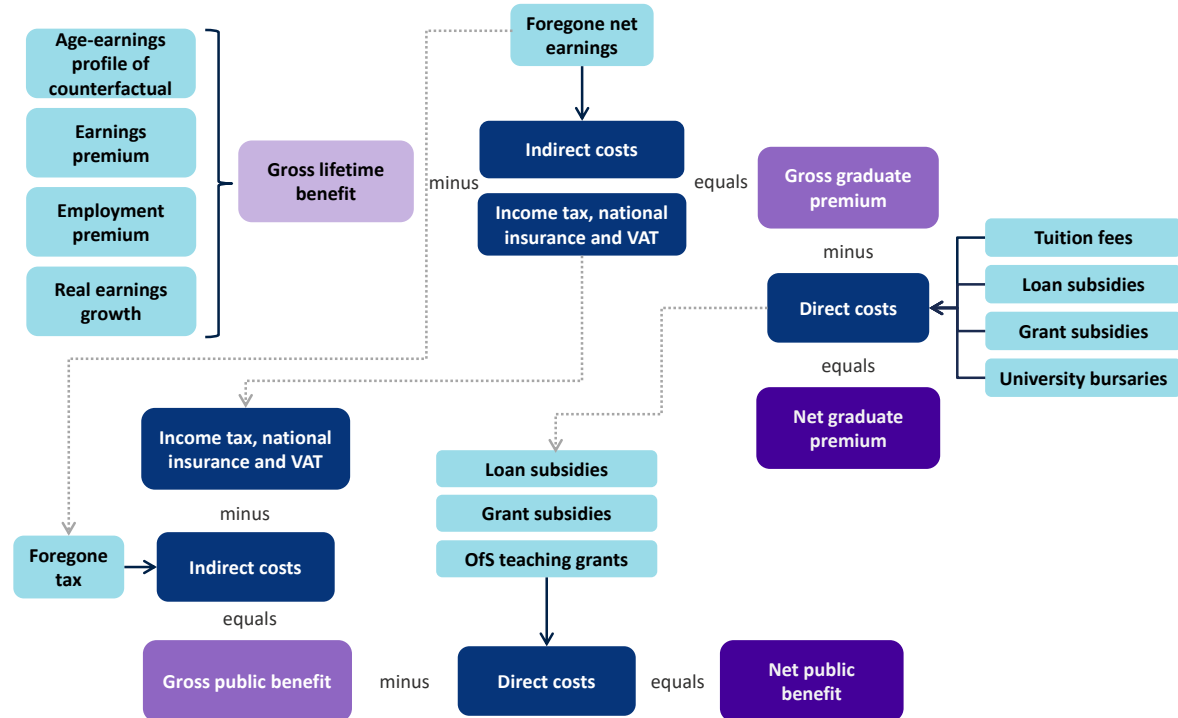 Age-earnings
profile of
counterfactual
Earnings
premium
Employment
premium
Real earnings
growth
Gross lifetime
benefit
minus
Foregone net
earnings
Indirect costs
Income tax, national
insurance and VAT
equals
Gross graduate
premium
minus
Direct costs
Tuition fees
Loan subsidies
Grant subsidies
University bursaries
equals
Net graduate
premium
Income tax, national
insurance and VAT
minus
Foregone
tax
Indirect costs
equals
Loan subsidies
Grant subsidies
OfS teaching grants
Gross public benefit
minus
Direct costs
equals
Net public
benefit